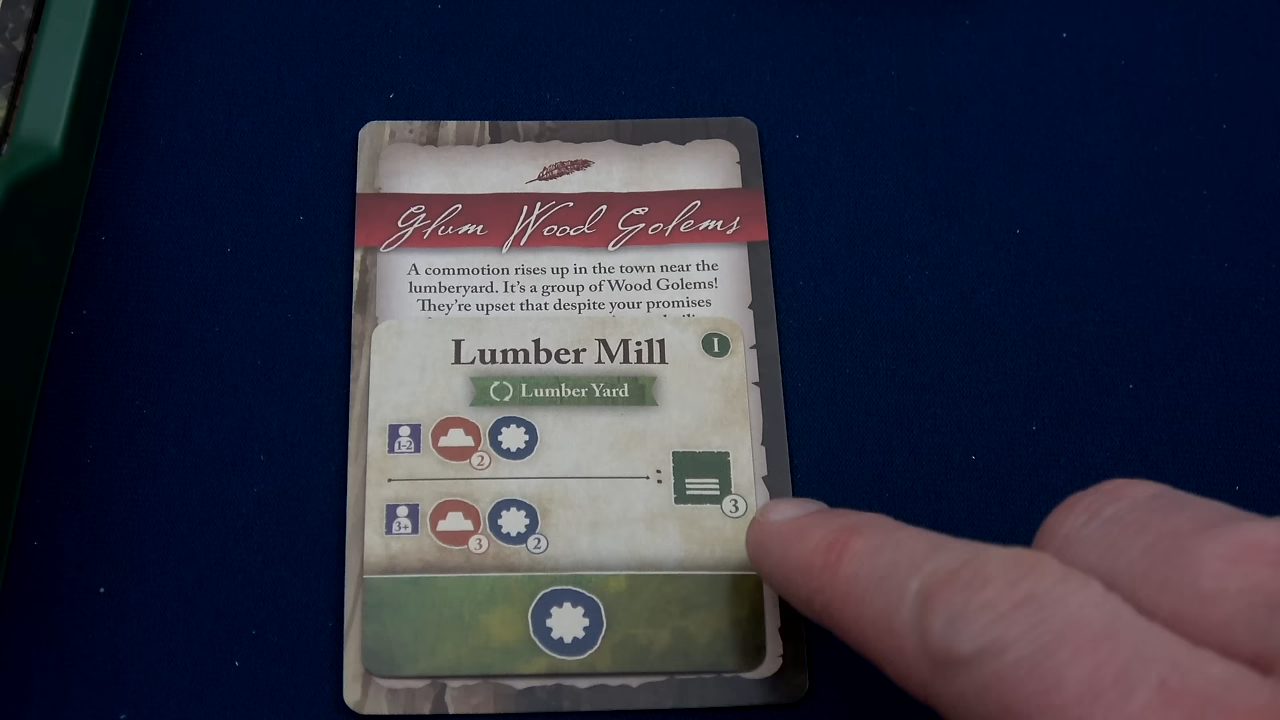 Glum Wood Golems
A commotion rises up in the town near the
lumberyard. It's a group of Wood Golems!
They're upset that despite your promises
Lumber Mill
I
Lumber Yard
1-2
2
3
3+
3
2